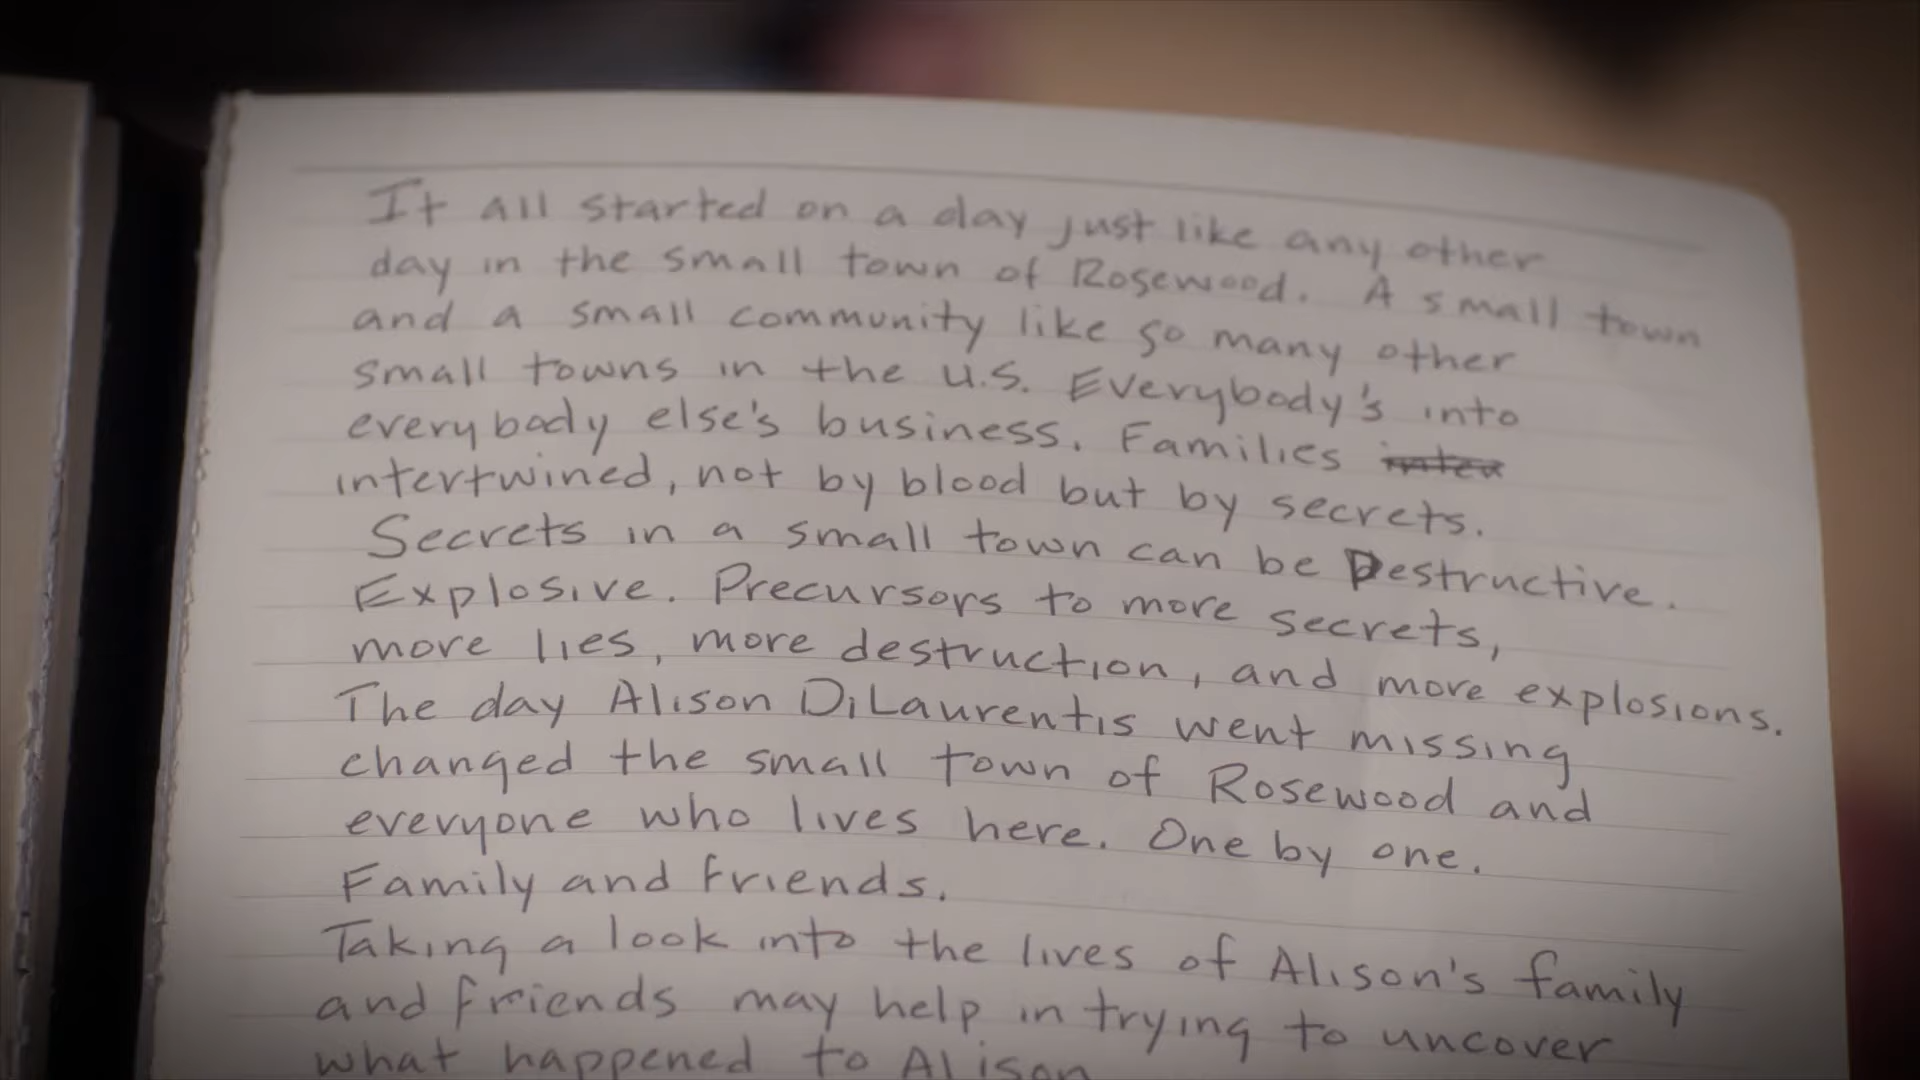 It all started on a day just like any other
day in the small town of Rosewood. A small town
and a small community like so many other
small towns in the U.S. Everybody's into
everybody else's business. Families
intertwined, not by blood but by secrets.
Secrets in a small town can be Destructive.
Explosive. Precursors to more secrets,
more lies, more destruction, and more explosions.
The day Alison DiLaurentis went missing
changed the small town of Rosewood and
everyone who lives here. One by one.
Family and friends.
Taking a look into the lives of Alison's family
and friends may help in trying to uncover
what happened to Alison